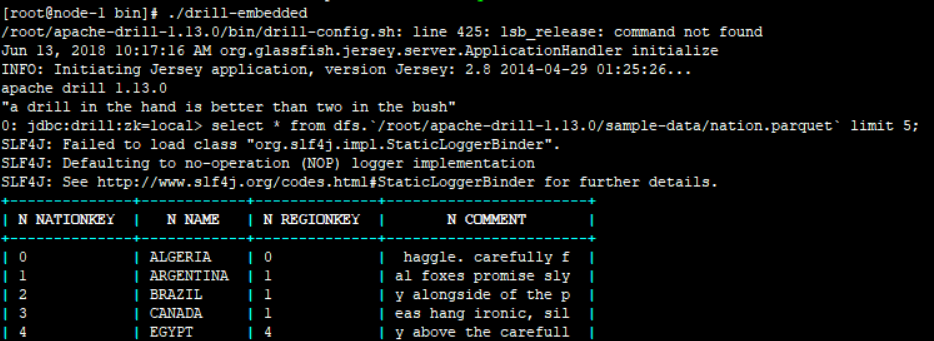 [root@node-1 bin]# ./drill-embedded
/root/apache-drill-1.13.0/bin/drill-config.sh: line 425: lsb_release: command not found
Jun 13, 2018 10:17:16 AM org.glassfish.jersey.server.ApplicationHandler initialize
INFO: Initiating Jersey application, version Jersey: 2.8 2014-04-29 01:25:26...
apache drill 1.13.0
"a drill in the hand is better than two in the bush"
0: jdbc:drill:zk=local> select * from dfs.`/root/apache-drill-1.13.0/sample-data/nation.parquet` limit 5;
SLF4J: Failed to load class "org.slf4j.impl.StaticLoggerBinder".
SLF4J: Defaulting to no-operation (NOP) logger implementation
SLF4J: See http://www.slf4j.org/codes.html#StaticLoggerBinder for further details.
+--------------+------------+--------------+-----------------------+
| N NATIONKEY | N NAME | N REGIONKEY | N COMMENT |
+--------------+------------+--------------+-----------------------+
| 0 | ALGERIA | 0 | haggle. carefully f |
| 1 | ARGENTINA | 1 | al foxes promise sly |
| 2 | BRAZIL | 1 | y alongside of the p |
| 3 | CANADA | 1 | eas hang ironic, sil |
| 4 | EGYPT | 4 | y above the carefull |